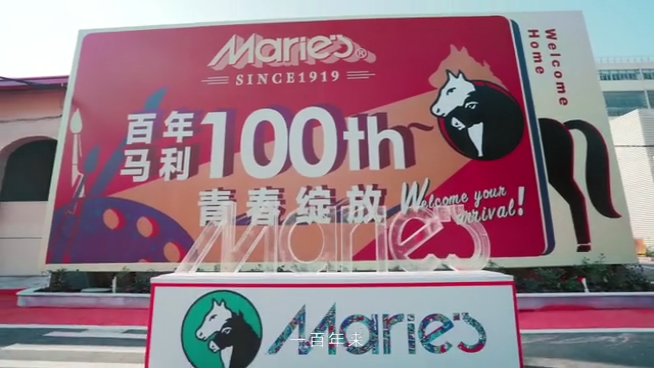 Marie's®
SINCE1919
百年
马利
100th
青春绽放
Welcome your
arrival!
Welcome
Home
Marie's
Marie's
一百年来